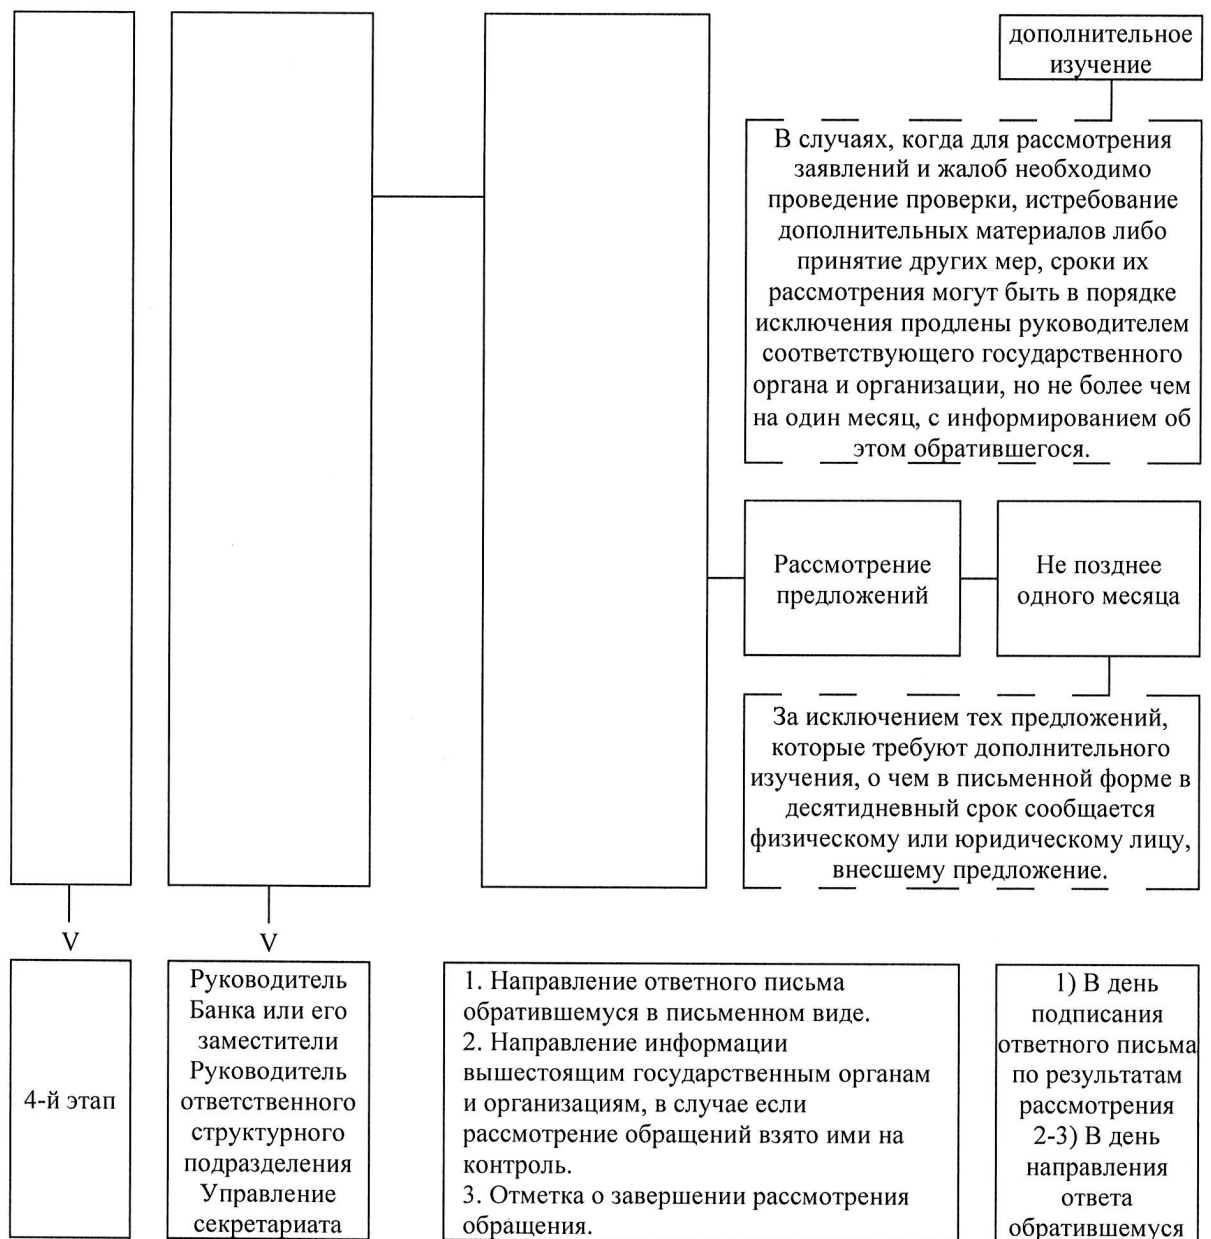 дополнительное
изучение
В случаях, когда для рассмотрения
заявлений и жалоб необходимо
проведение проверки, истребование
дополнительных материалов либо
принятие других мер, сроки их
рассмотрения могут быть в порядке
исключения продлены руководителем
соответствующего государственного
органа и организации, но не более чем
на один месяц, с информированием об
этом обратившегося.
Рассмотрение
предложений
Не позднее
одного месяца
За исключением тех предложений,
которые требуют дополнительного
изучения, о чем в письменной форме в
десятидневный срок сообщается
физическому или юридическому лицу,
внесшему предложение.
V
V
4-й этап
Руководитель
Банка или его
заместители
Руководитель
ответственного
структурного
подразделения
Управление
секретариата
1. Направление ответного письма
обратившемуся в письменном виде.
2. Направление информации
вышестоящим государственным органам
и организациям, в случае если
рассмотрение обращений взято ими на
контроль.
3. Отметка о завершении рассмотрения
обращения.
1) В день
подписания
ответного письма
по результатам
рассмотрения
2-3) В день
направления
ответа
обратившемуся